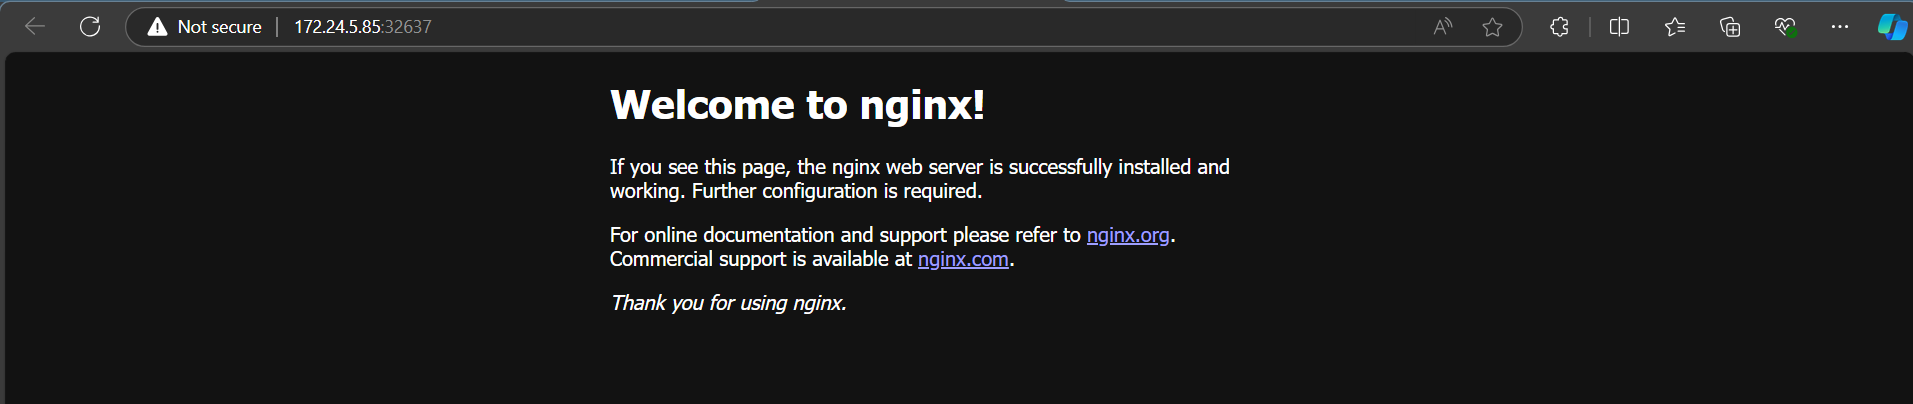 Not secure 172.24.5.85:32637
Welcome to nginx!
If you see this page, the nginx web server is successfully installed and
working. Further configuration is required.
For online documentation and support please refer to nginx.org.
Commercial support is available at nginx.com.
Thank you for using nginx.